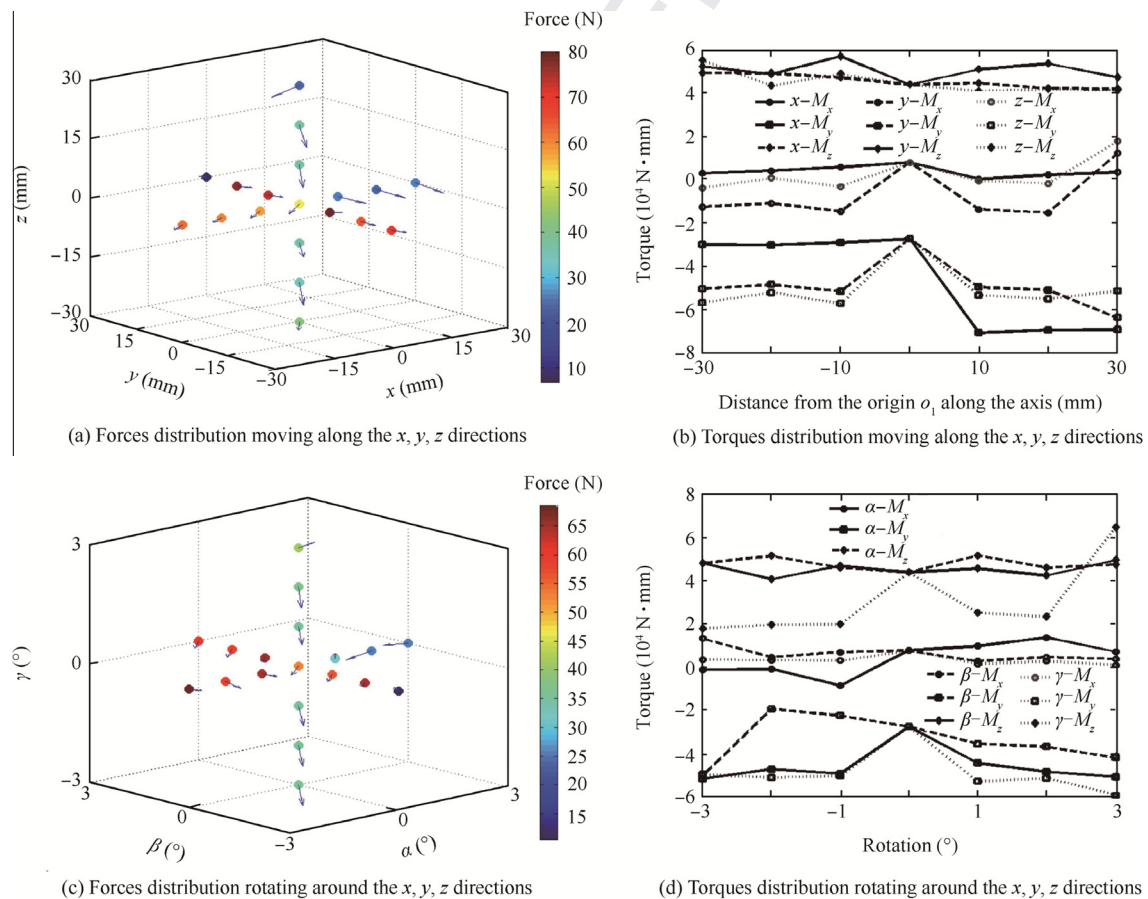 Force (N)
30
15
0
−15
−30
z (mm)
30
15
0
−15
−30
y (mm)
−15
0
15
30
x (mm)
80
70
60
50
40
30
20
10
(a) Forces distribution moving along the x, y, z directions
6
4
2
0
−2
−4
−6
−8
Torque (10⁴ N • mm)
x−Mx y−Mx z−Mx
x−My y−My z−My
x−Mz y−Mz z−Mz
−30 −20 −10 0 10 20 30
Distance from the origin o₁ along the axis (mm)
(b) Torques distribution moving along the x, y, z directions
Force (N)
3
0
−3
γ (°)
3
0
−3
β (°)
0
3
α (°)
65
60
55
50
45
40
35
30
25
20
15
(c) Forces distribution rotating around the x, y, z directions
8
6
4
2
0
−2
−4
−6
Torque (10⁴ N • mm)
α−Mx
α−My
α−Mz
β−Mx γ−Mx
β−My γ−My
β−Mz γ−Mz
−3 −2 −1 0 1 2 3
Rotation (°)
(d) Torques distribution rotating around the x, y, z directions